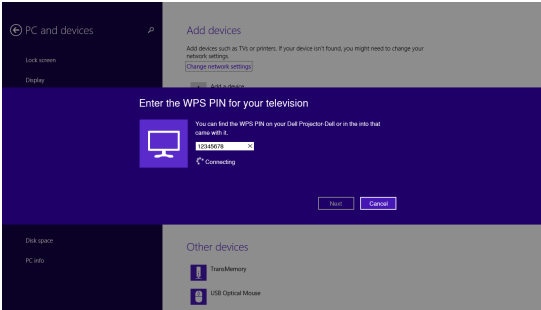 PC and devices
Lock screen
Display
Disk space
PC info
Add devices
Add devices such as TVs or printers. If your device isn't found, you might need to change your
network settings.
Change network settings
Add a device
Enter the WPS PIN for your television
You can find the WPS PIN on your Dell Projector-Dell or in the into that
came with it.
12345678 ×
Connecting
Next Cancel
Other devices
TransMemory
USB Optical Mouse